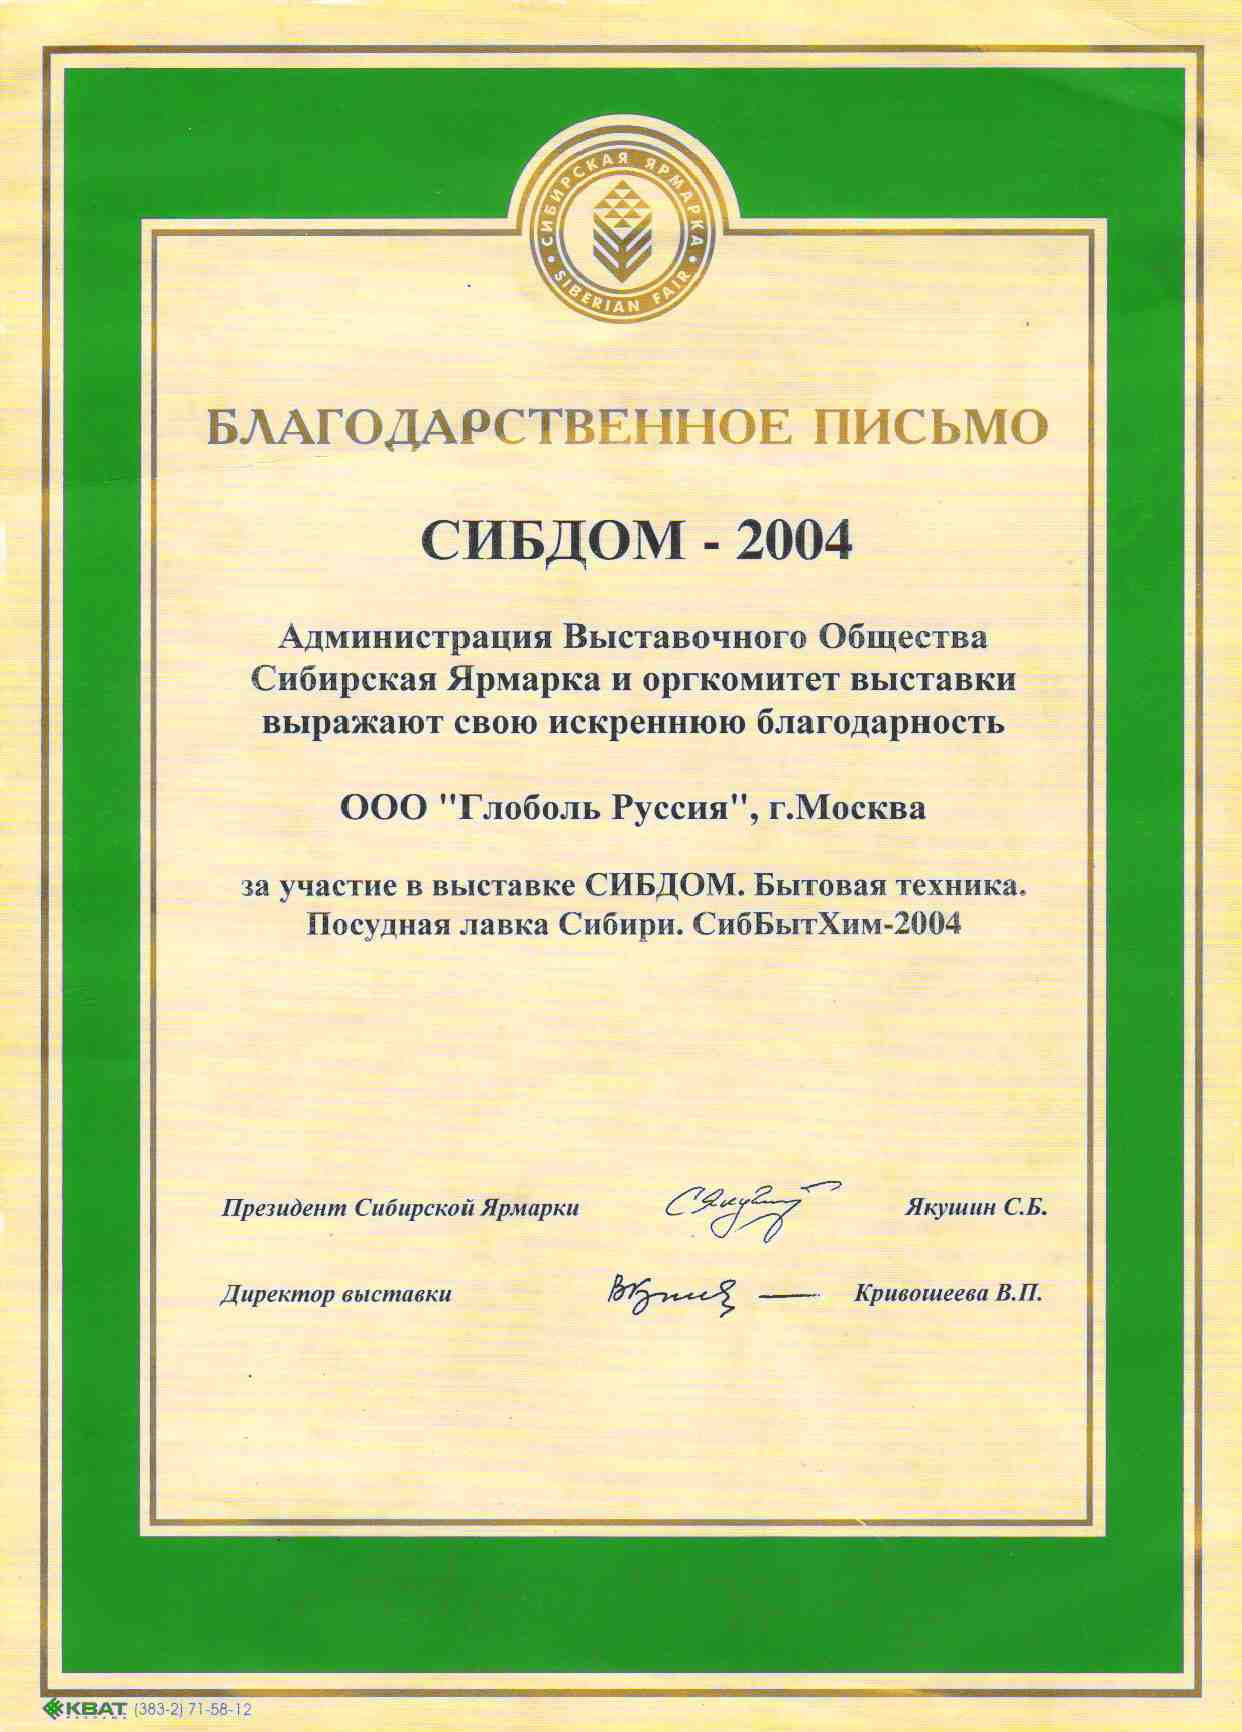 СИБИРСКАЯ ЯРМАРКА
SIBERIAN FAIR
БЛАГОДАРСТВЕННОЕ ПИСЬМО
СИБДОМ - 2004
Администрация Выставочного Общества
Сибирская Ярмарка и оргкомитет выставки
выражают свою искреннюю благодарность
ООО "Глоболь Руссия", г.Москва
за участие в выставке СИБДОМ. Бытовая техника.
Посудная лавка Сибири. СибБытХим-2004
Президент Сибирской Ярмарки Якушин С.Б.
Директор выставки Кривошеева В.П.
КВАТ (383-2) 71-58-12